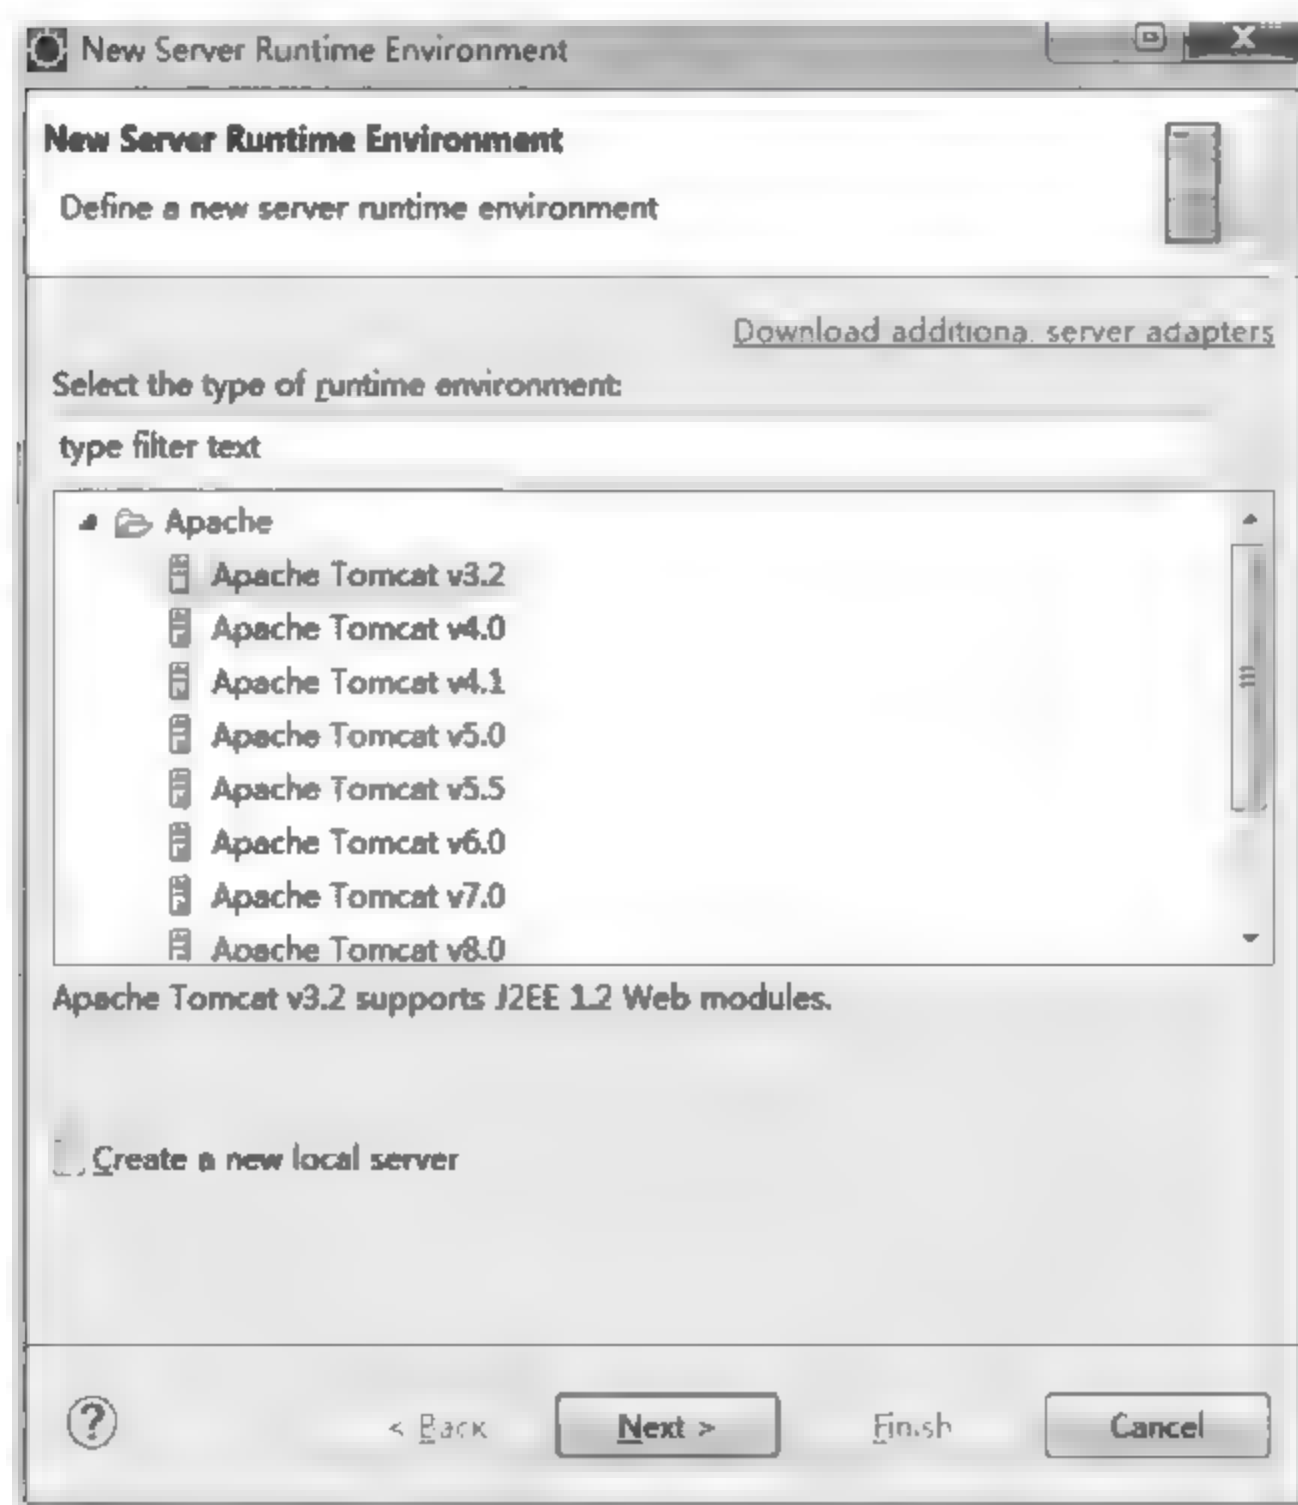 New Server Runtime Environment
New Server Runtime Environment
Define a new server runtime environment
Download additional server adapters
Select the type of runtime environment:
type filter text
Apache
Apache Tomcat v3.2
Apache Tomcat v4.0
Apache Tomcat v4.1
Apache Tomcat v5.0
Apache Tomcat v5.5
Apache Tomcat v6.0
Apache Tomcat v7.0
Apache Tomcat v8.0
Apache Tomcat v3.2 supports J2EE 1.2 Web modules.
Create a new local server
? < Back Next > Finish Cancel